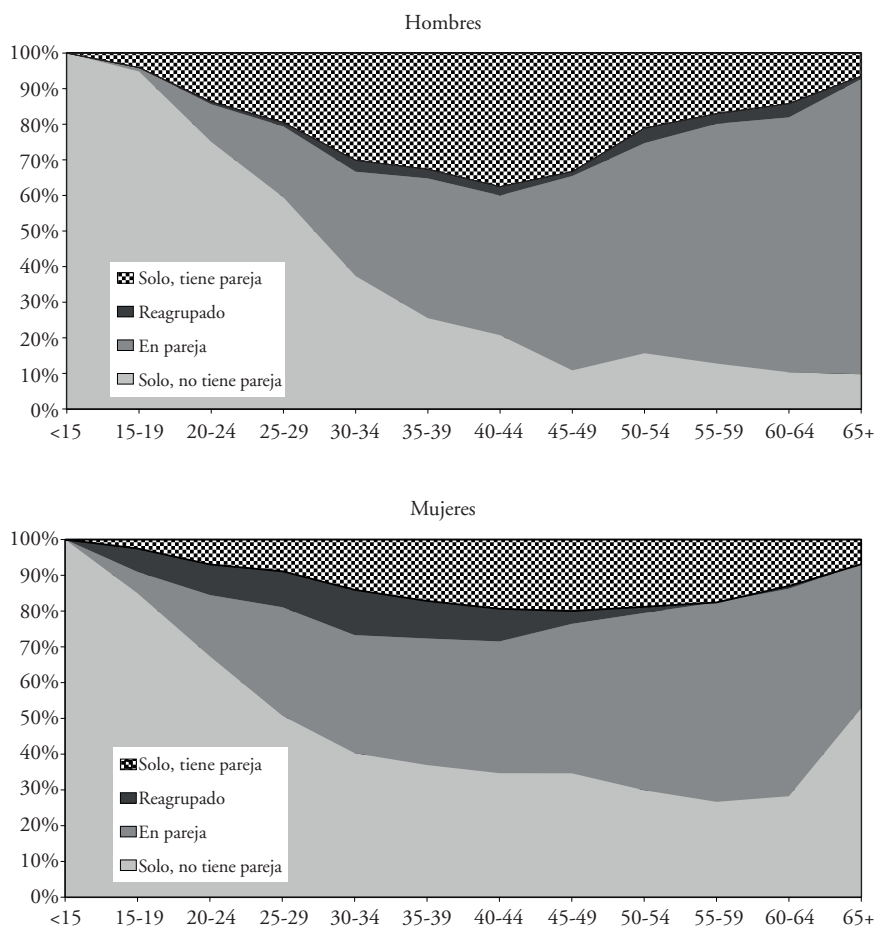 Hombres
100%
90%
80%
70%
60%
50%
40%
30%
20%
10%
0%
Solo, tiene pareja
Reagrupado
En pareja
Solo, no tiene pareja
<15 15-19 20-24 25-29 30-34 35-39 40-44 45-49 50-54 55-59 60-64 65+
Mujeres
100%
90%
80%
70%
60%
50%
40%
30%
20%
10%
0%
Solo, tiene pareja
Reagrupado
En pareja
Solo, no tiene pareja
<15 15-19 20-24 25-29 30-34 35-39 40-44 45-49 50-54 55-59 60-64 65+